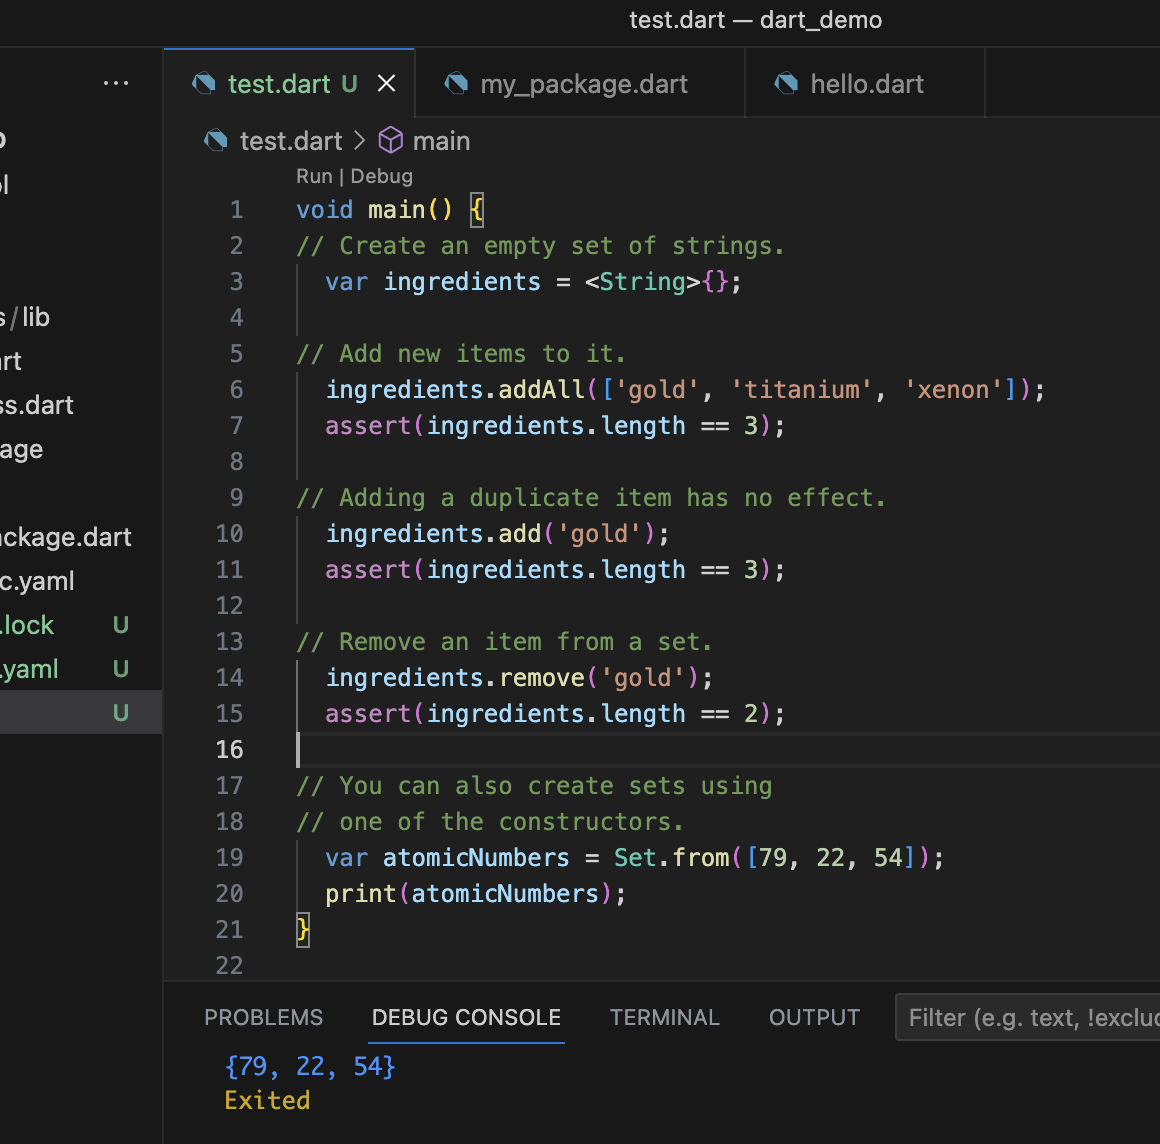 test.dart — dart_demo
...
test.dart U
my_package.dart
hello.dart
test.dart > main
Run | Debug
s/lib
rt
ss.dart
age
ackage.dart
c.yaml
.lock U
.yaml U
U
1 void main() {
2 // Create an empty set of strings.
3   var ingredients = <String>{};
4
5 // Add new items to it.
6   ingredients.addAll(['gold', 'titanium', 'xenon']);
7   assert(ingredients.length == 3);
8
9 // Adding a duplicate item has no effect.
10   ingredients.add('gold');
11   assert(ingredients.length == 3);
12
13 // Remove an item from a set.
14   ingredients.remove('gold');
15   assert(ingredients.length == 2);
16
17 // You can also create sets using
18 // one of the constructors.
19   var atomicNumbers = Set.from([79, 22, 54]);
20   print(atomicNumbers);
21 }
22
PROBLEMS DEBUG CONSOLE TERMINAL OUTPUT Filter (e.g. text, !exclu
{79, 22, 54}
Exited